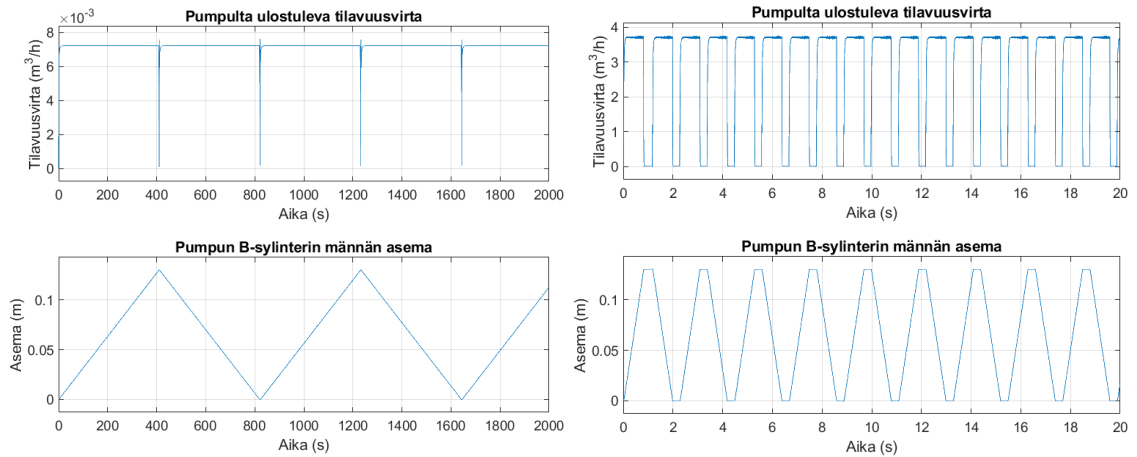 Pumpulta ulostuleva tilavuusvirta
×10⁻³
8
6
4
2
0
Tilavuusvirta (m³/h)
0 200 400 600 800 1000 1200 1400 1600 1800 2000
Aika (s)
Pumpulta ulostuleva tilavuusvirta
4
3
2
1
0
Tilavuusvirta (m³/h)
0 2 4 6 8 10 12 14 16 18 20
Aika (s)
Pumpun B-sylinterin männän asema
0.1
0.05
0
Asema (m)
0 200 400 600 800 1000 1200 1400 1600 1800 2000
Aika (s)
Pumpun B-sylinterin männän asema
0.1
0.05
0
Asema (m)
0 2 4 6 8 10 12 14 16 18 20
Aika (s)